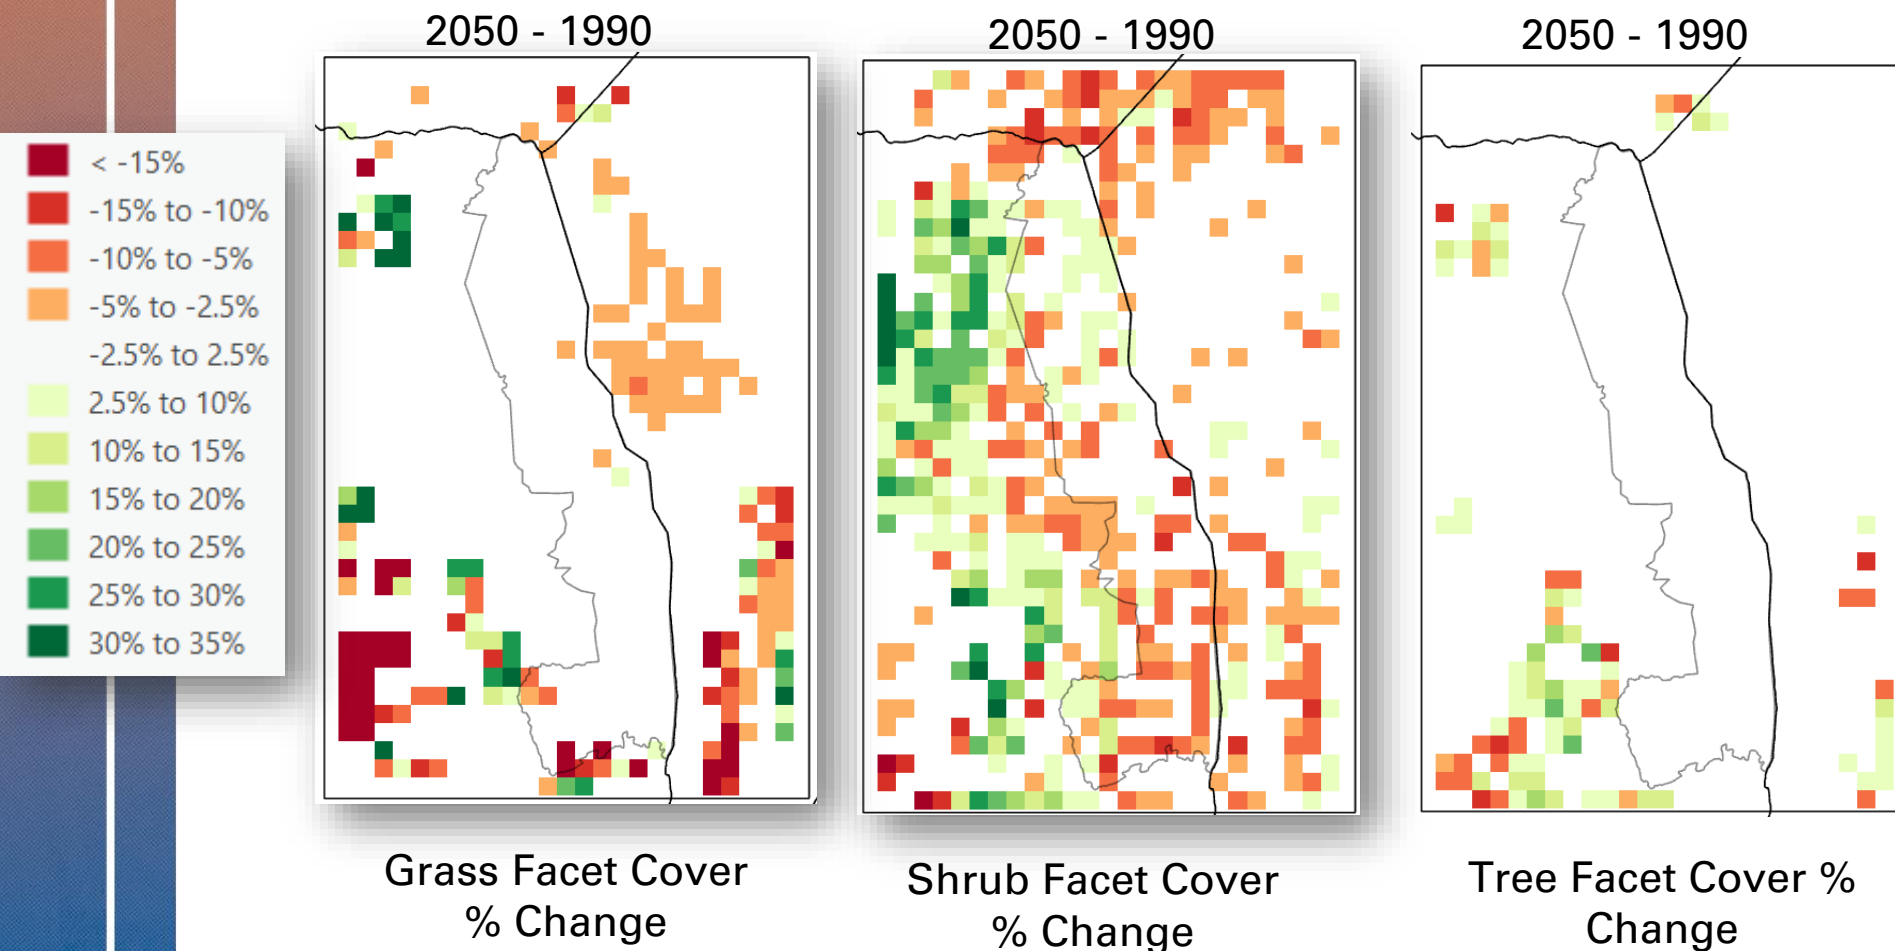 2050 - 1990
2050 - 1990
2050 - 1990
< -15%
-15% to -10%
-10% to -5%
-5% to -2.5%
-2.5% to 2.5%
2.5% to 10%
10% to 15%
15% to 20%
20% to 25%
25% to 30%
30% to 35%
Grass Facet Cover
% Change
Shrub Facet Cover
% Change
Tree Facet Cover %
Change